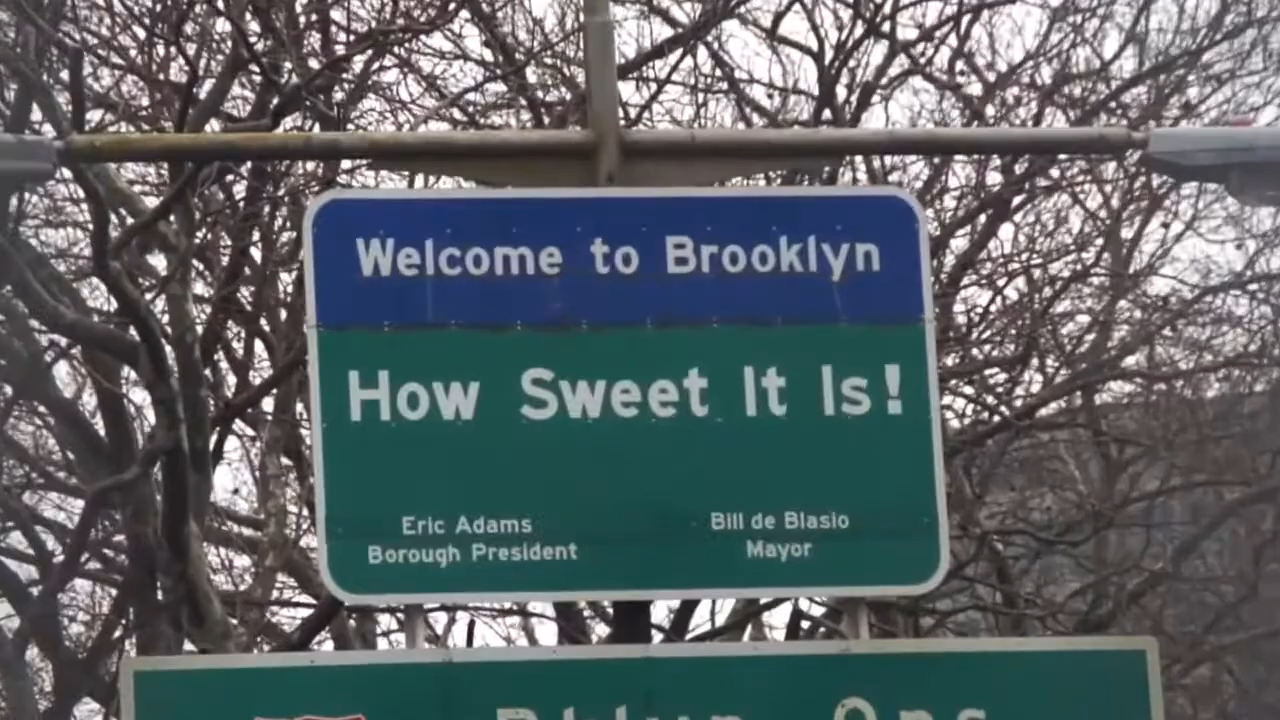 Welcome to Brooklyn
How Sweet It Is!
Eric Adams
Borough President
Bill de Blasio
Mayor